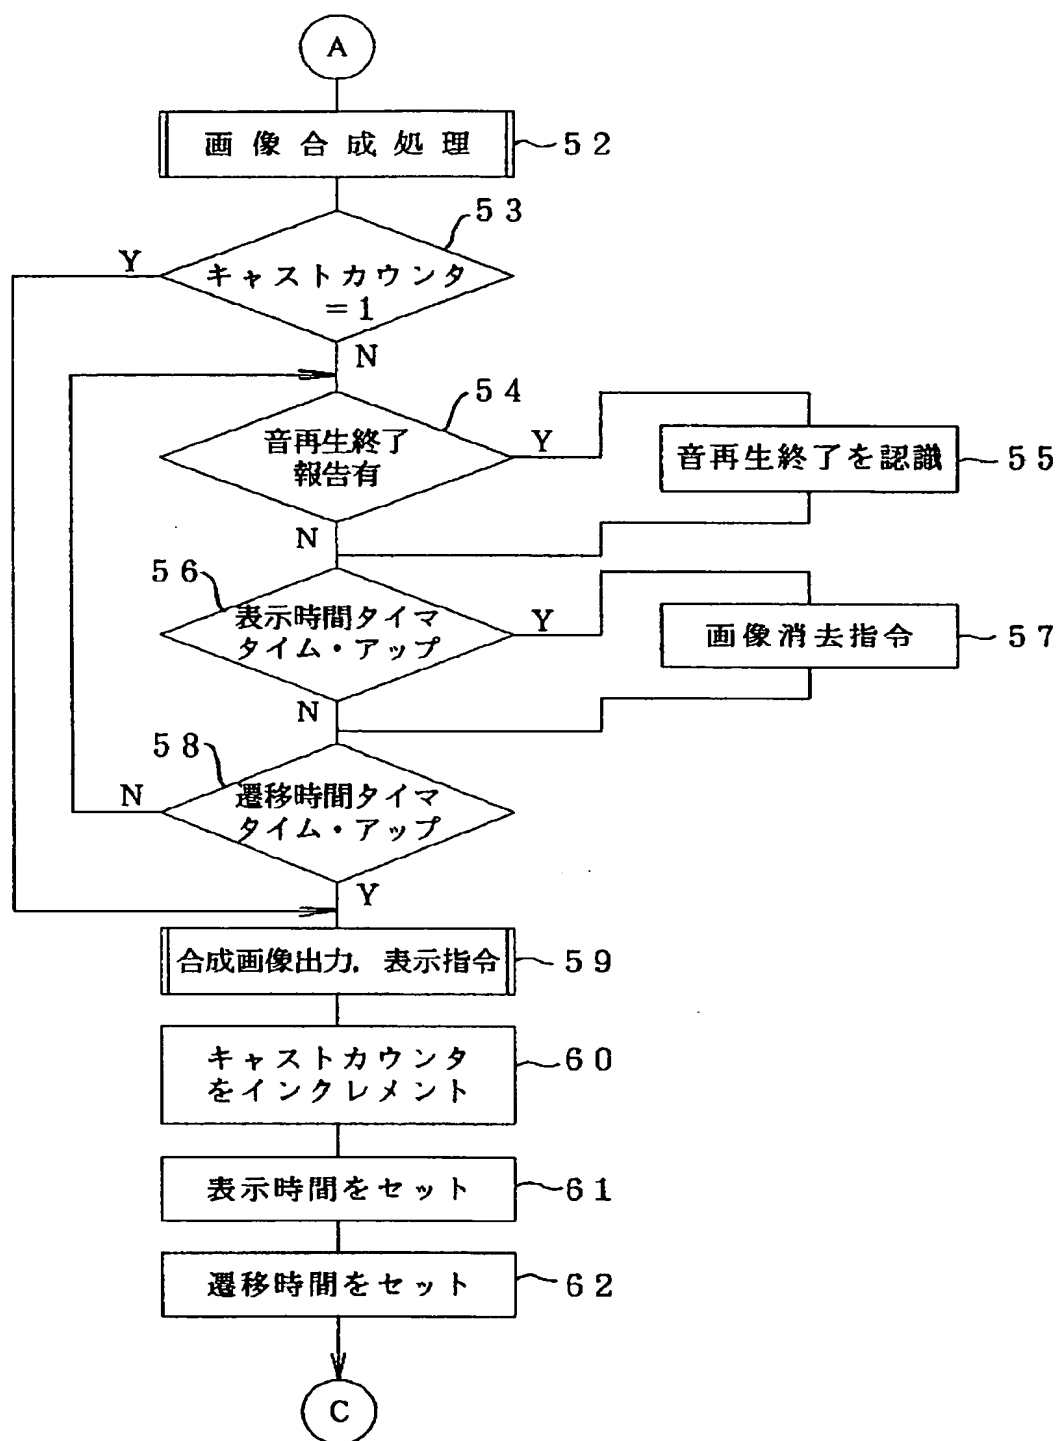 A
画像合成処理
52
53
Y
キャストカウンタ
=1
N
54
音再生終了
報告有
Y
音再生終了を認識
55
N
56
表示時間タイマ
タイム・アップ
Y
画像消去指令
57
N
58
N
遷移時間タイマ
タイム・アップ
Y
合成画像出力, 表示指令
59
キャストカウンタ
をインクレメント
60
表示時間をセット
61
遷移時間をセット
62
C